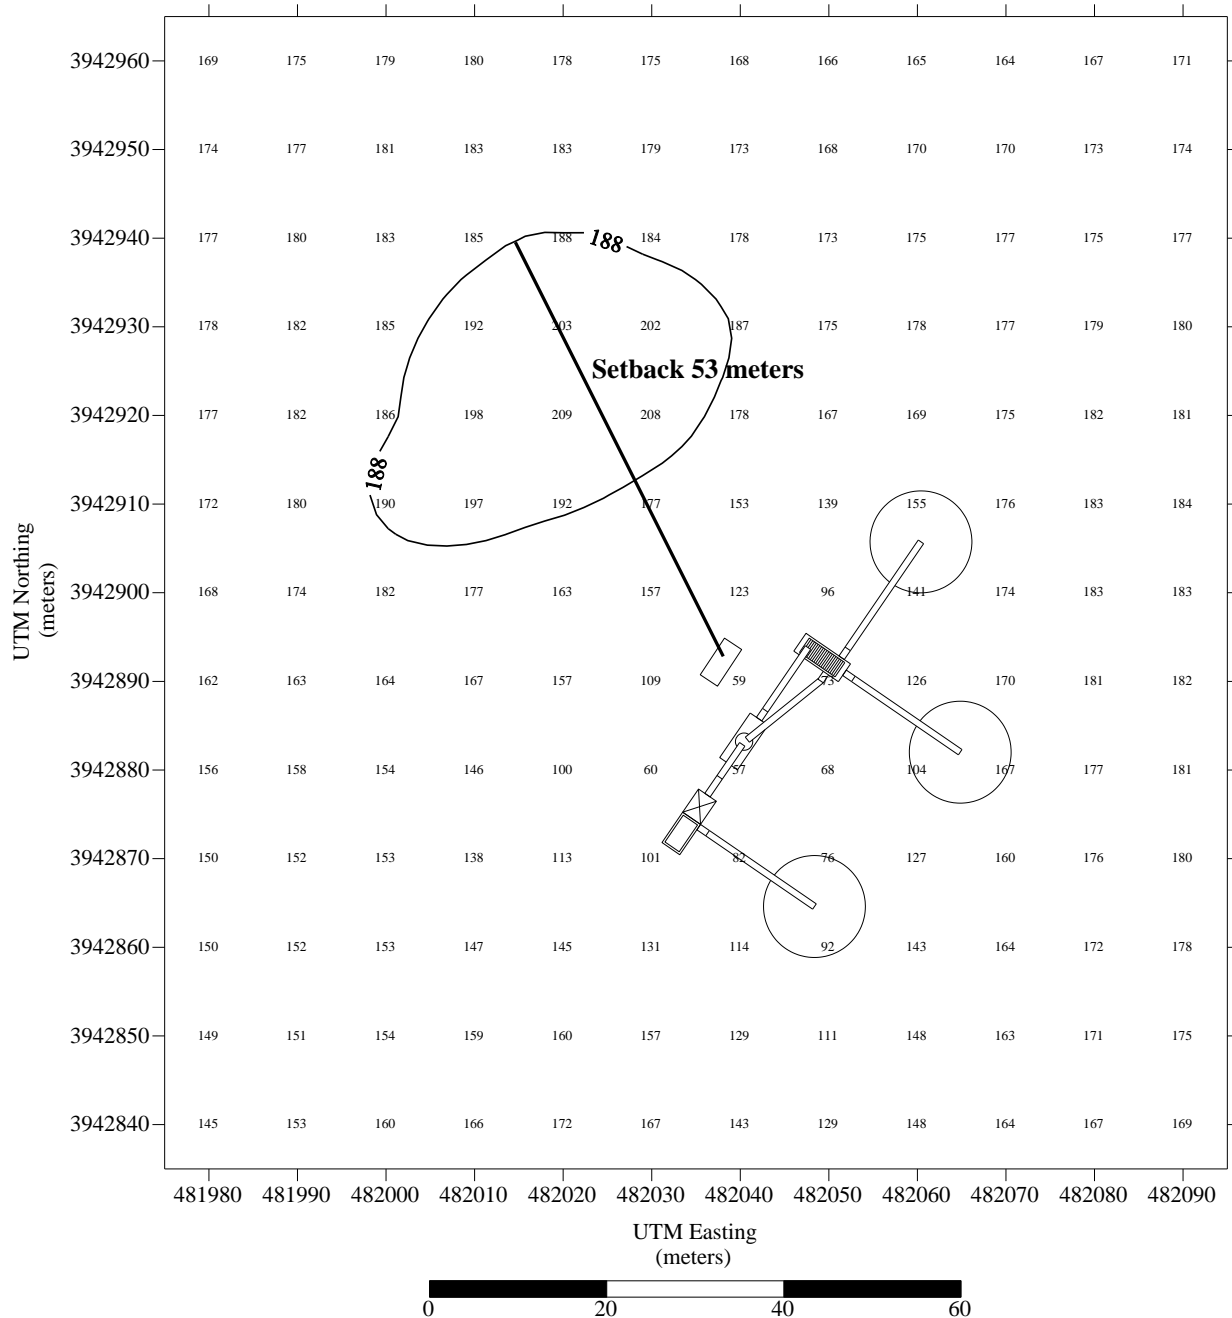 3942960 169 175 179 180 178 175 168 166 165 164 167 171
3942950 174 177 181 183 183 179 173 168 170 170 173 174
3942940 177 180 183 185 188 188 184 178 173 175 177 175 177
3942930 178 182 185 192 203 202 187 175 178 177 179 180
Setback 53 meters
3942920 177 182 186 198 209 208 178 167 169 175 182 181
188
3942910 172 180 190 197 192 177 153 139 155 176 183 184
3942900 168 174 182 177 163 157 123 96 141 174 183 183
3942890 162 163 164 167 157 109 59 73 126 170 181 182
3942880 156 158 154 146 100 60 57 68 104 167 177 181
3942870 150 152 153 138 113 101 82 76 127 160 176 180
3942860 150 152 153 147 145 131 114 92 143 164 172 178
3942850 149 151 154 159 160 157 129 111 148 163 171 175
3942840 145 153 160 166 172 167 143 129 148 164 167 169
UTM Northing
(meters)
481980 481990 482000 482010 482020 482030 482040 482050 482060 482070 482080 482090
UTM Easting
(meters)
0 20 40 60